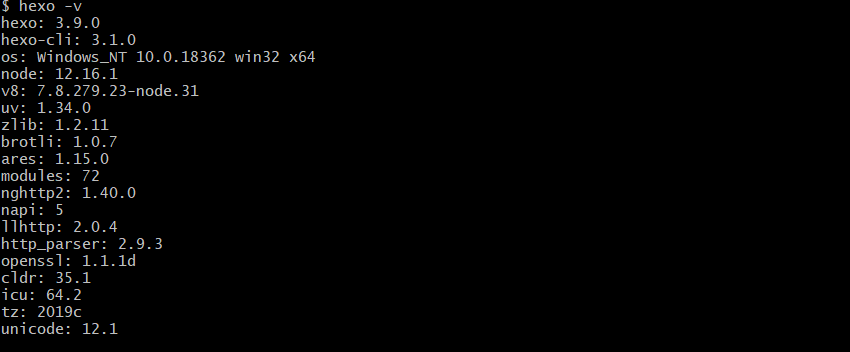 $ hexo -v
hexo: 3.9.0
hexo-cli: 3.1.0
os: Windows_NT 10.0.18362 win32 x64
node: 12.16.1
v8: 7.8.279.23-node.31
uv: 1.34.0
zlib: 1.2.11
brotli: 1.0.7
ares: 1.15.0
modules: 72
nghttp2: 1.40.0
napi: 5
llhttp: 2.0.4
http_parser: 2.9.3
openssl: 1.1.1d
cldr: 35.1
icu: 64.2
tz: 2019c
unicode: 12.1